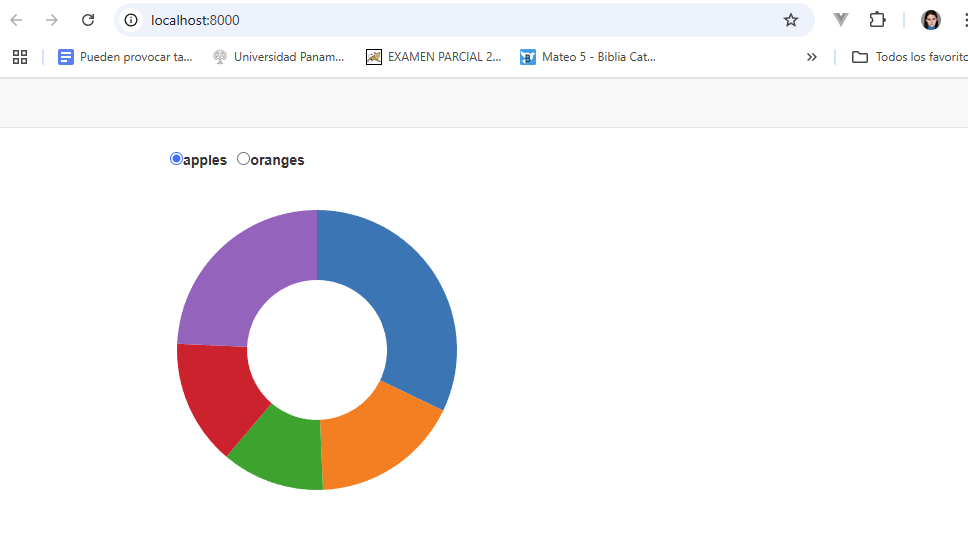 localhost:8000
Pueden provocar ta... Universidad Panam... EXAMEN PARCIAL 2... Mateo 5 - Biblia Cat... » Todos los favorito
apples oranges